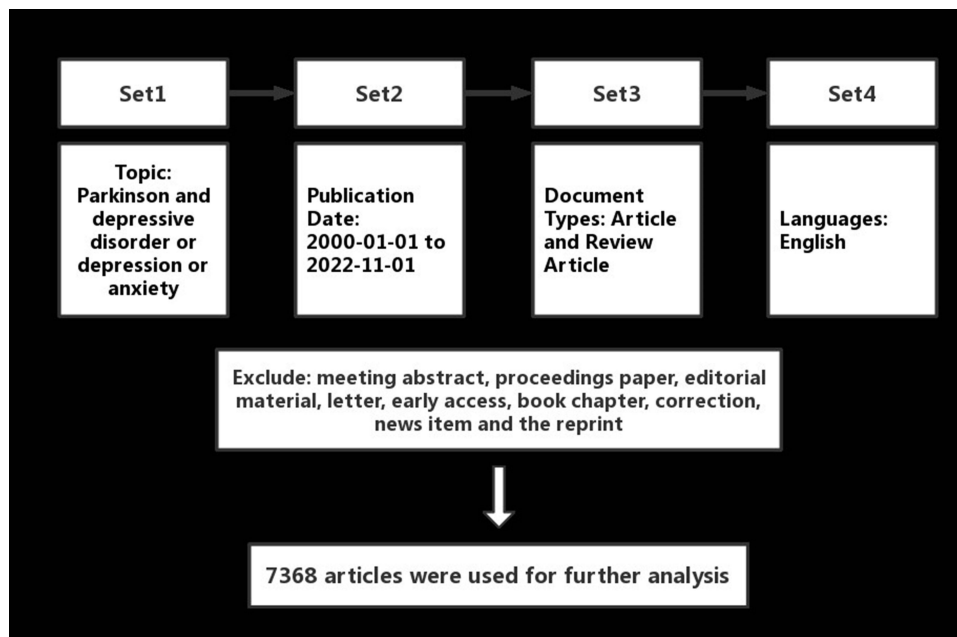 Set1
Set2
Set3
Set4
Topic:
Parkinson and
depressive
disorder or
depression or
anxiety
Publication
Date:
2000-01-01 to
2022-11-01
Document
Types: Article
and Review
Article
Languages:
English
Exclude: meeting abstract, proceedings paper, editorial
material, letter, early access, book chapter, correction,
news item and the reprint
7368 articles were used for further analysis